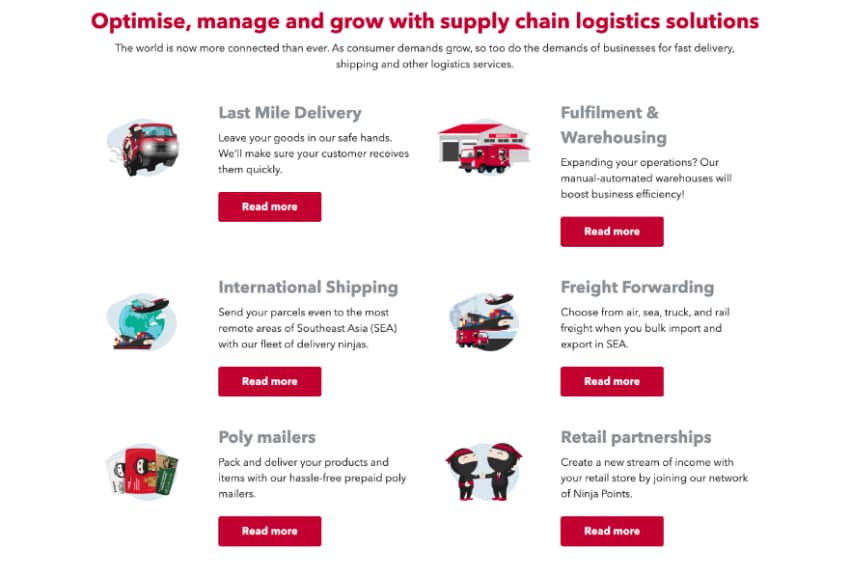 Optimise, manage and grow with supply chain logistics solutions
The world is now more connected than ever. As consumer demands grow, so too do the demands of businesses for fast delivery,
shipping and other logistics services.
Last Mile Delivery
Leave your goods in our safe hands.
We'll make sure your customer receives
them quickly.
Read more
Fulfilment &
Warehousing
Expanding your operations? Our
manual-automated warehouses will
boost business efficiency!
Read more
International Shipping
Send your parcels even to the most
remote areas of Southeast Asia (SEA)
with our fleet of delivery ninjas.
Read more
Freight Forwarding
Choose from air, sea, truck, and rail
freight when you bulk import and
export in SEA.
Read more
Poly mailers
Pack and deliver your products and
items with our hassle-free prepaid poly
mailers.
Read more
Retail partnerships
Create a new stream of income with
your retail store by joining our network
of Ninja Points.
Read more